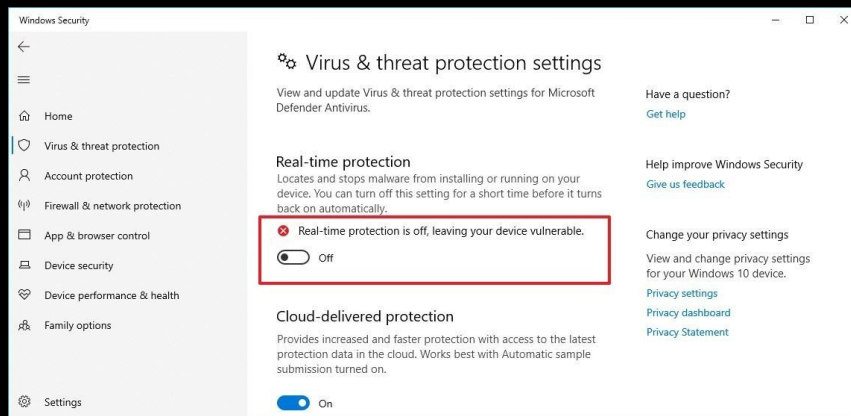 Windows Security
Home
Virus & threat protection
Account protection
Firewall & network protection
App & browser control
Device security
Device performance & health
Family options
Settings
Virus & threat protection settings
View and update Virus & threat protection settings for Microsoft
Defender Antivirus.
Real-time protection
Locates and stops malware from installing or running on your
device. You can turn off this setting for a short time before it turns
back on automatically.
Real-time protection is off, leaving your device vulnerable.
Off
Cloud-delivered protection
Provides increased and faster protection with access to the latest
protection data in the cloud. Works best with Automatic sample
submission turned on.
On
Have a question?
Get help
Help improve Windows Security
Give us feedback
Change your privacy settings
View and change privacy settings
for your Windows 10 device.
Privacy settings
Privacy dashboard
Privacy Statement